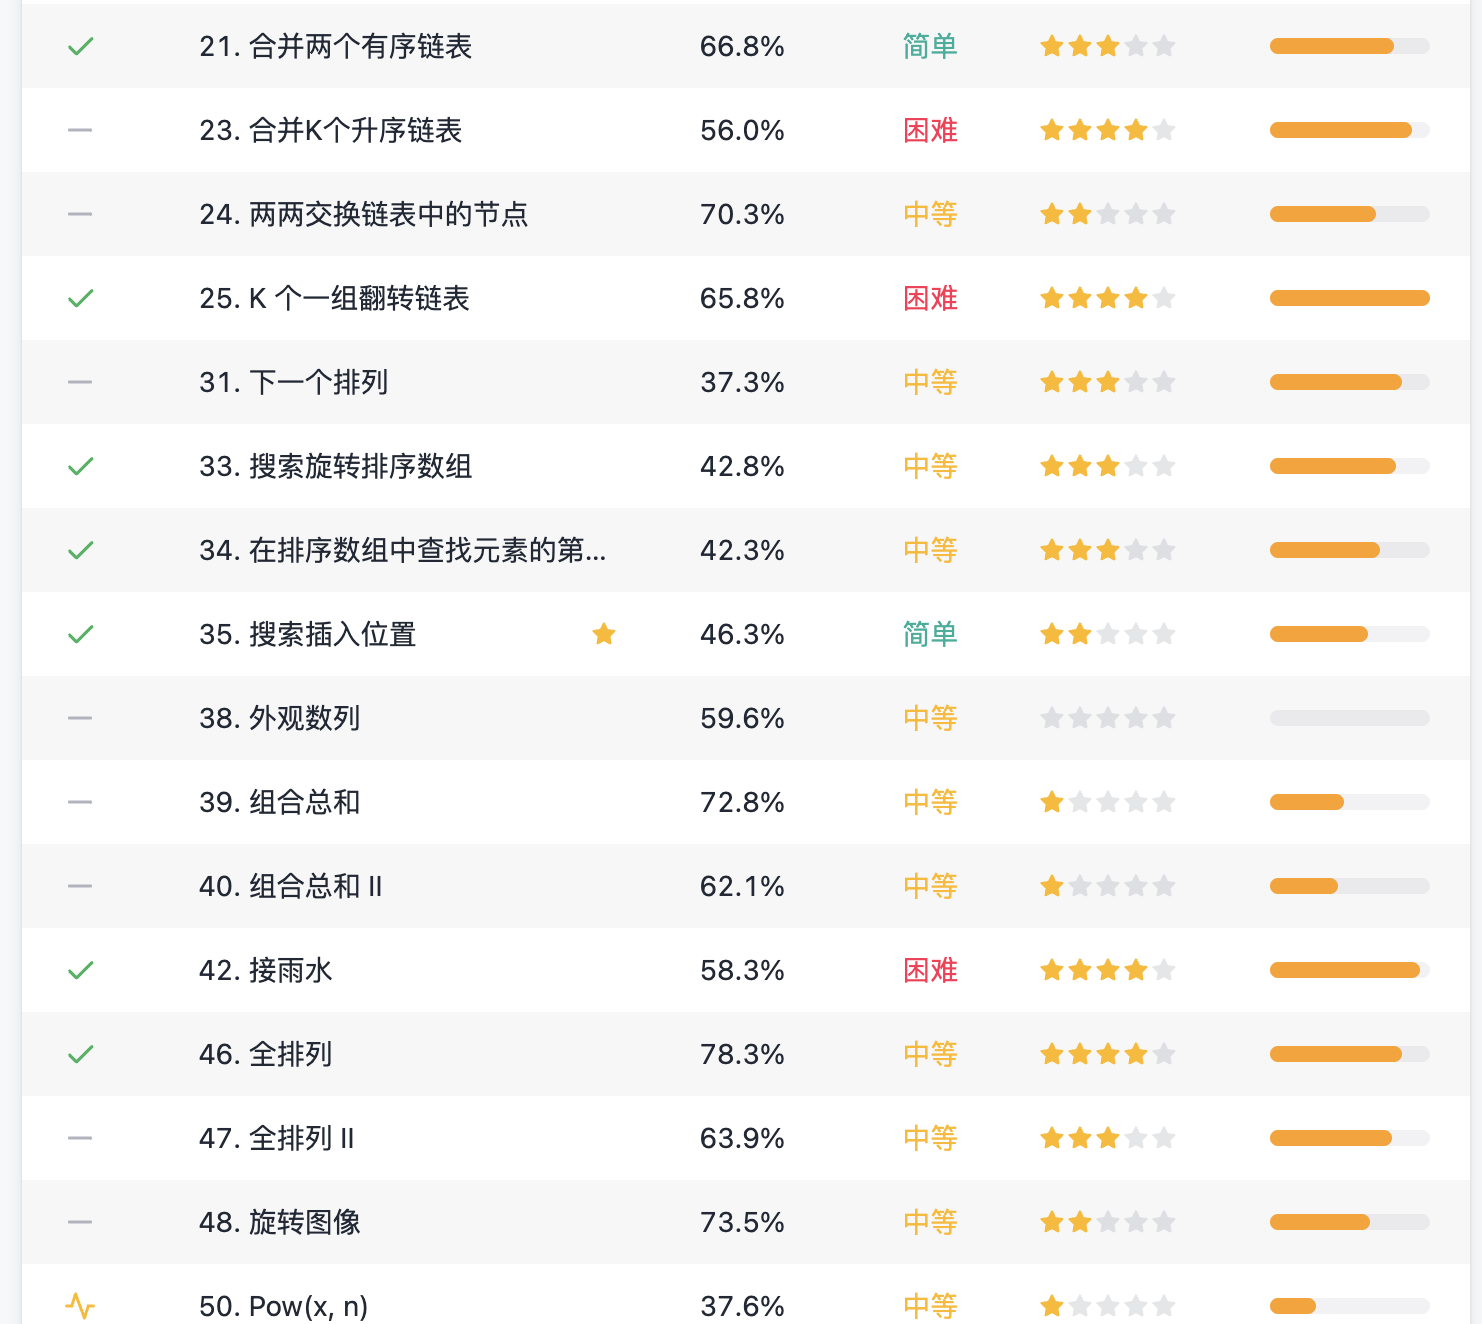 21. 合并两个有序链表 66.8% 简单
23. 合并K个升序链表 56.0% 困难
24. 两两交换链表中的节点 70.3% 中等
25. K 个一组翻转链表 65.8% 困难
31. 下一个排列 37.3% 中等
33. 搜索旋转排序数组 42.8% 中等
34. 在排序数组中查找元素的第... 42.3% 中等
35. 搜索插入位置 46.3% 简单
38. 外观数列 59.6% 中等
39. 组合总和 72.8% 中等
40. 组合总和 II 62.1% 中等
42. 接雨水 58.3% 困难
46. 全排列 78.3% 中等
47. 全排列 II 63.9% 中等
48. 旋转图像 73.5% 中等
50. Pow(x, n) 37.6% 中等